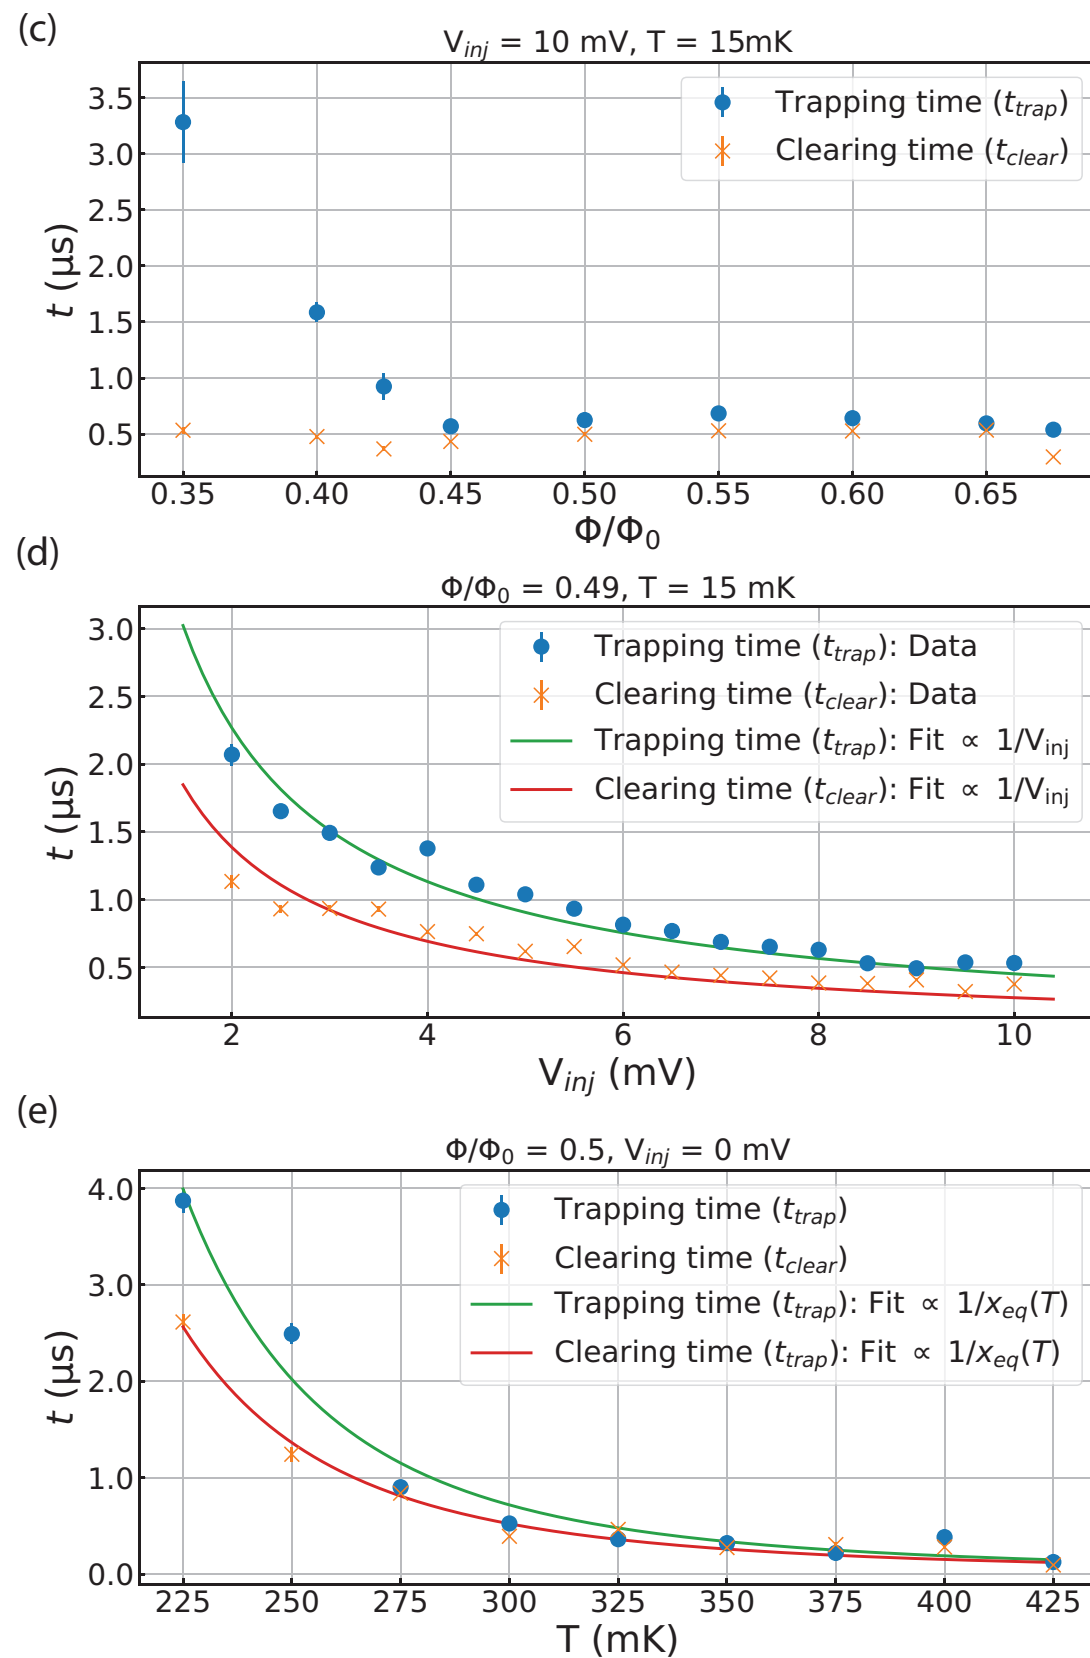 (c)
V_inj = 10 mV, T = 15mK
Trapping time (t_trap)
Clearing time (t_clear)
3.5
3.0
2.5
2.0
1.5
1.0
0.5
t (μs)
0.35 0.40 0.45 0.50 0.55 0.60 0.65
Φ/Φ₀
(d)
Φ/Φ₀ = 0.49, T = 15 mK
Trapping time (t_trap): Data
Clearing time (t_clear): Data
Trapping time (t_trap): Fit ∝ 1/V_inj
Clearing time (t_clear): Fit ∝ 1/V_inj
3.0
2.5
2.0
1.5
1.0
0.5
t (μs)
2 4 6 8 10
V_inj (mV)
(e)
Φ/Φ₀ = 0.5, V_inj = 0 mV
Trapping time (t_trap)
Clearing time (t_clear)
Trapping time (t_trap): Fit ∝ 1/x_eq(T)
Clearing time (t_trap): Fit ∝ 1/x_eq(T)
4.0
3.0
2.0
1.0
0.0
t (μs)
225 250 275 300 325 350 375 400 425
T (mK)